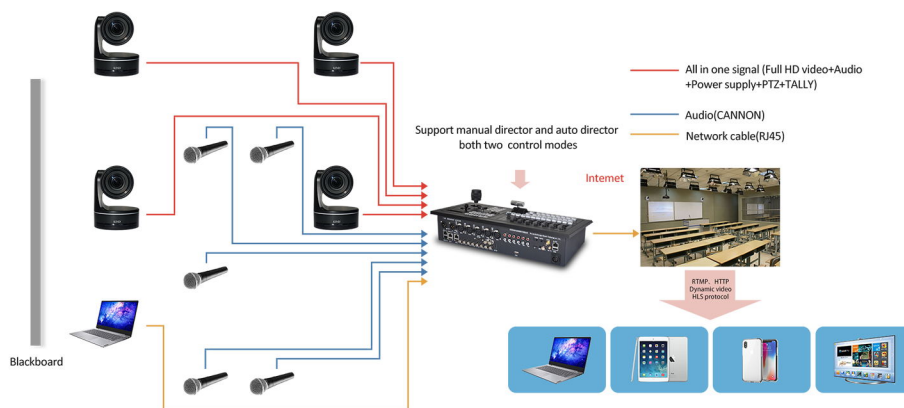 All in one signal (Full HD video+Audio
+Power supply+PTZ+TALLY)
Audio(CANNON)
Network cable(RJ45)
Support manual director and auto director
both two control modes
Internet
RTMP. HTTP
Dynamic video
HLS protocol
Blackboard